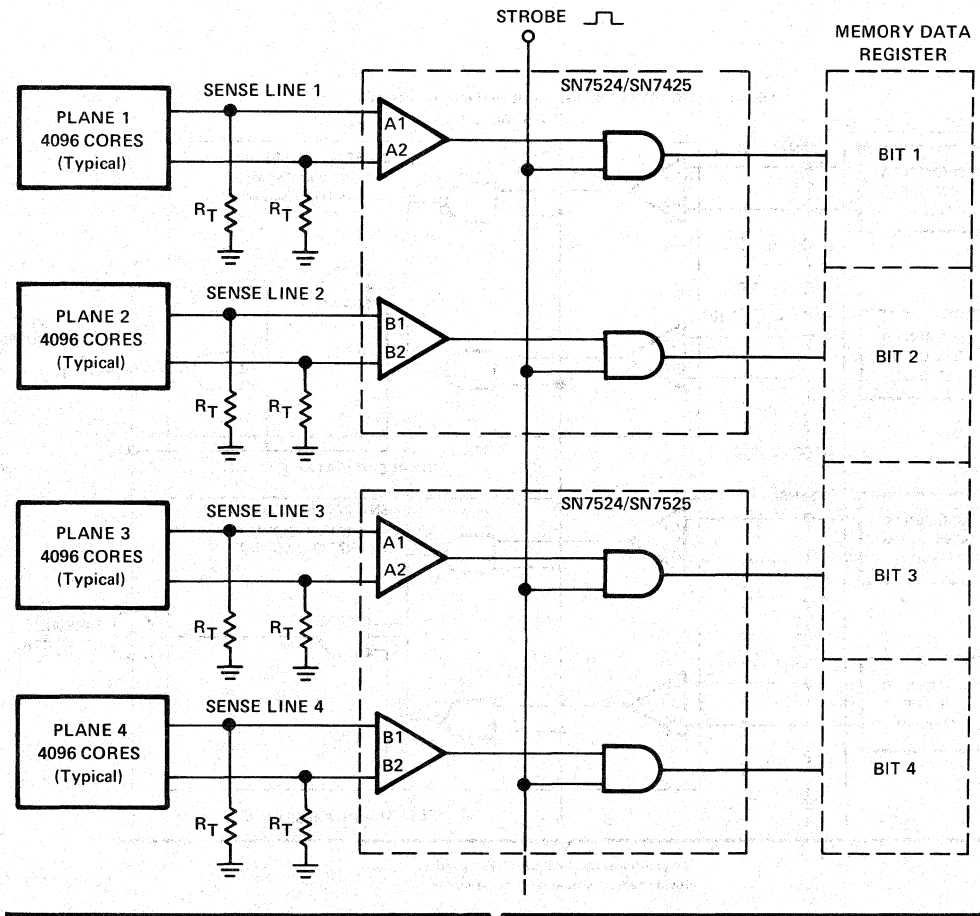 STROBE
MEMORY DATA
REGISTER
SN7524/SN7425
SENSE LINE 1
PLANE 1
4096 CORES
(Typical)
A1
A2
BIT 1
RT
RT
SENSE LINE 2
PLANE 2
4096 CORES
(Typical)
B1
B2
BIT 2
RT
RT
SN7524/SN7525
SENSE LINE 3
PLANE 3
4096 CORES
(Typical)
A1
A2
BIT 3
RT
RT
SENSE LINE 4
PLANE 4
4096 CORES
(Typical)
B1
B2
BIT 4
RT
RT